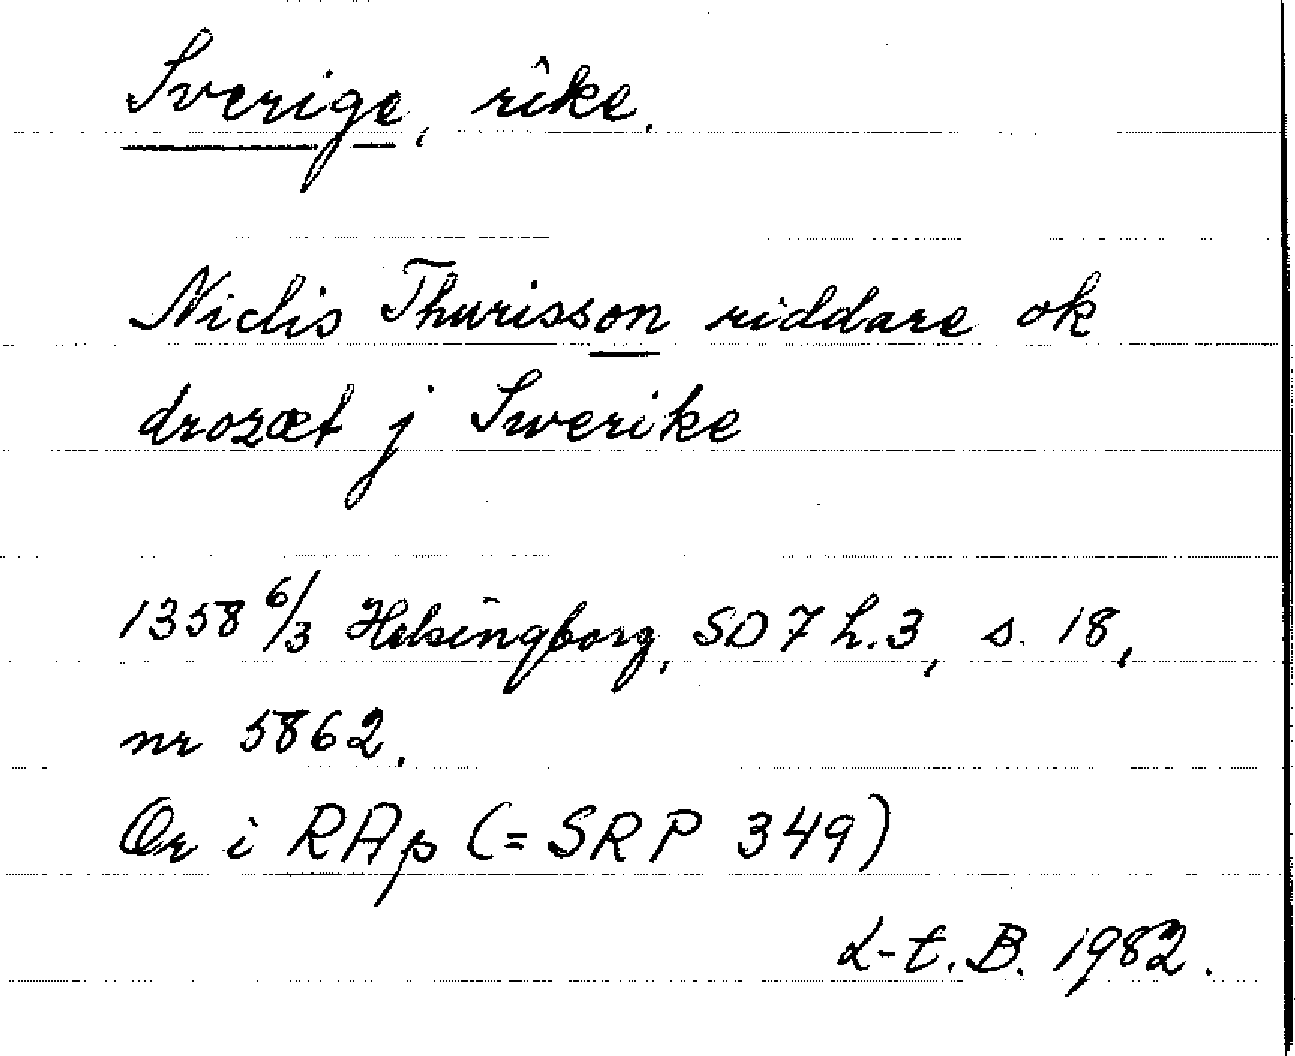 Sverige, rike.
Niclis Thurisson riddare ok
drozæt j Swerike
1358 6/3 Helsingborg, SD 7 h.3, s. 18,
nr 5862.
Or i RAp (= SRP 349)
L-t. B. 1982.